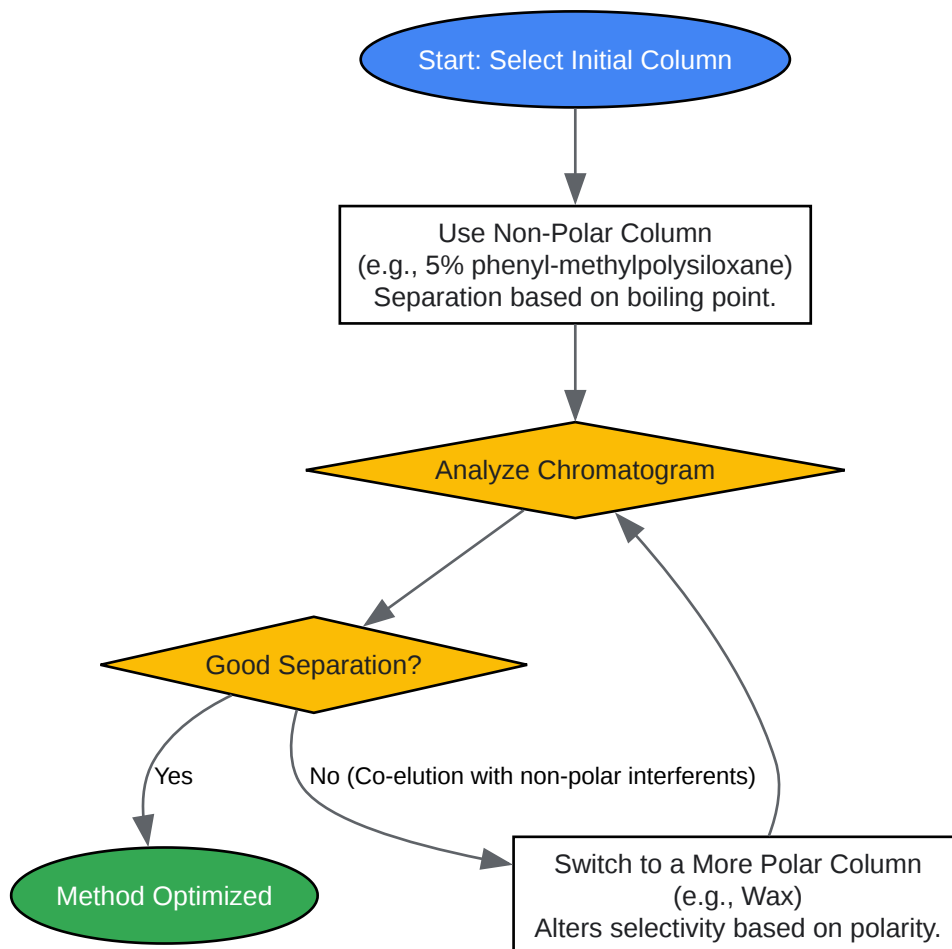 Start: Select Initial Column
Use Non-Polar Column
(e.g., 5% phenyl-methylpolysiloxane)
Separation based on boiling point.
Analyze Chromatogram
Good Separation?
Yes
No (Co-elution with non-polar interferents)
Method Optimized
Switch to a More Polar Column
(e.g., Wax)
Alters selectivity based on polarity.